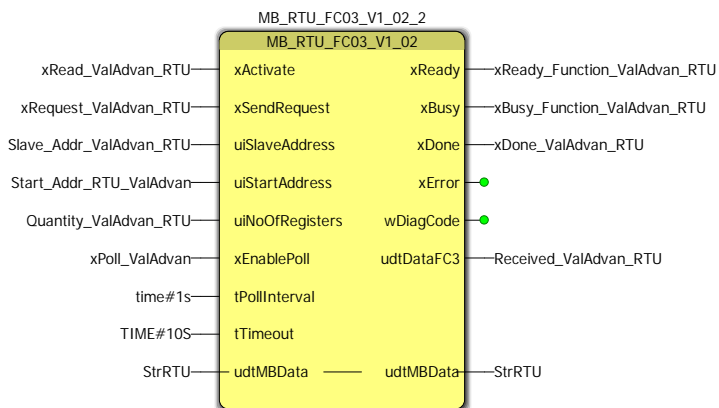 MB_RTU_FC03_V1_02_2
MB_RTU_FC03_V1_02
xRead_ValAdvan_RTU xActivate xReady xReady_Function_ValAdvan_RTU
xRequest_ValAdvan_RTU xSendRequest xBusy xBusy_Function_ValAdvan_RTU
Slave_Addr_ValAdvan_RTU uiSlaveAddress xDone xDone_ValAdvan_RTU
Start_Addr_RTU_ValAdvan uiStartAddress xError
Quantity_ValAdvan_RTU uiNoOfRegisters wDiagCode
xPoll_ValAdvan xEnablePoll udtDataFC3 Received_ValAdvan_RTU
time#1s tPollInterval
TIME#10S tTimeout
StrRTU udtMBData udtMBData StrRTU